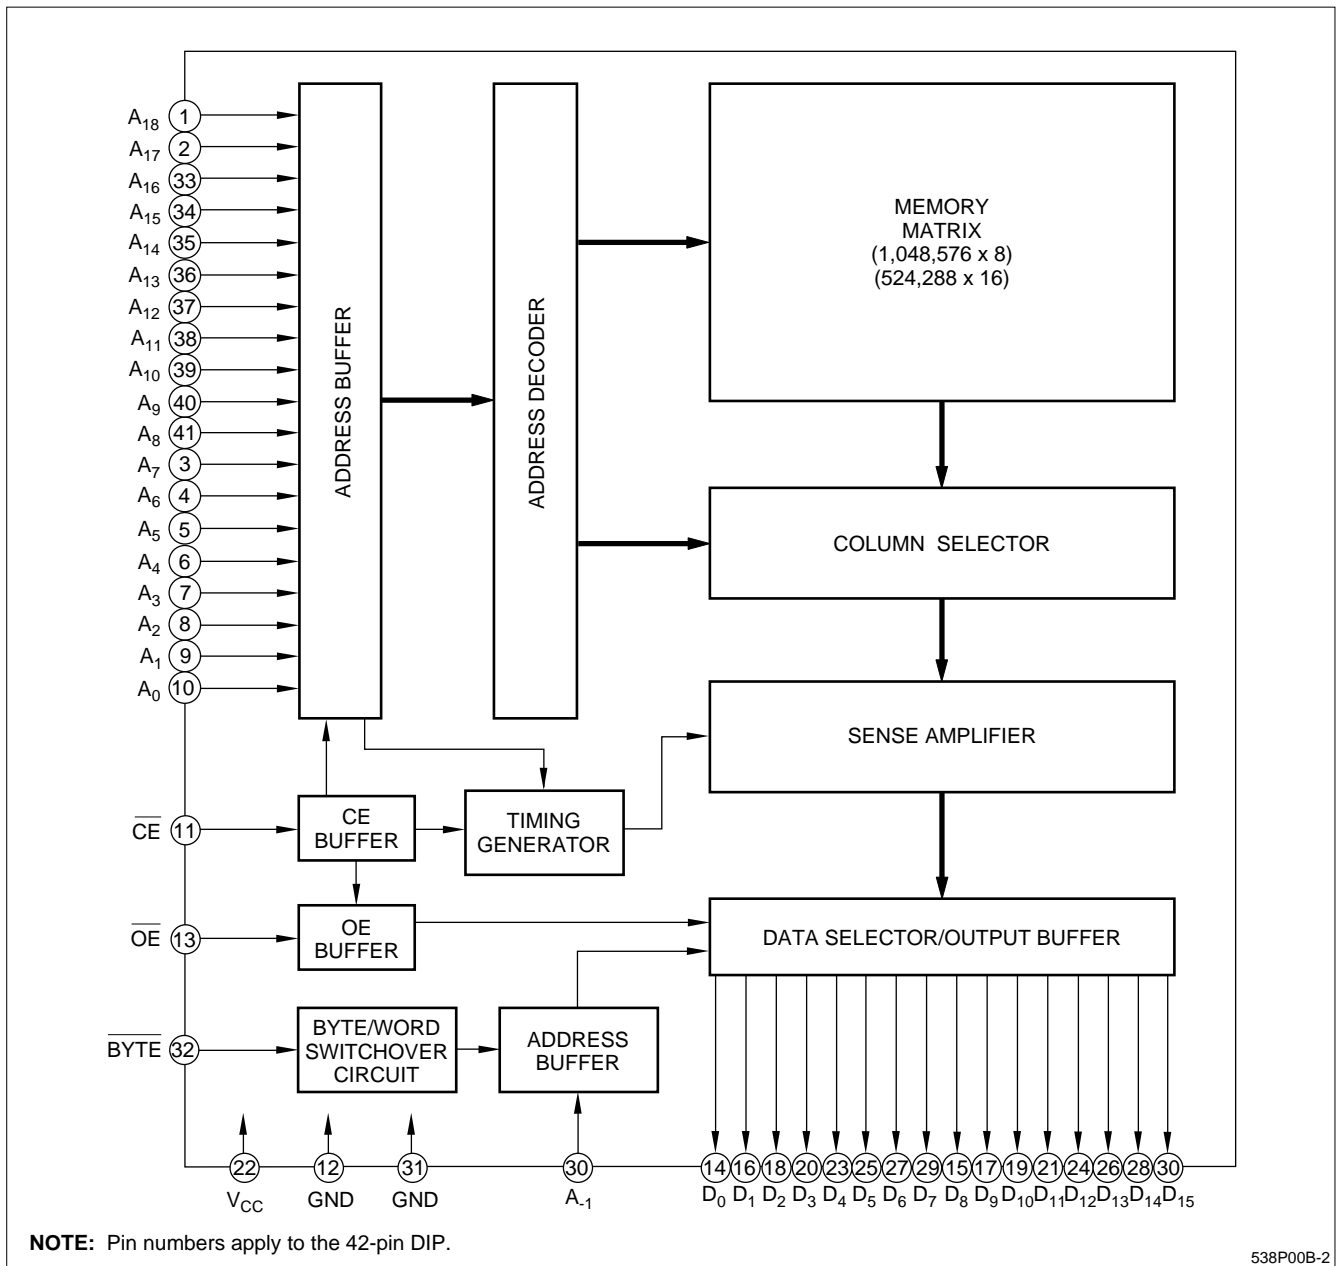 A18 1
A17 2
A16 33
A15 34
A14 35
A13 36
A12 37
A11 38
A10 39
A9 40
A8 41
A7 3
A6 4
A5 5
A4 6
A3 7
A2 8
A1 9
A0 10
ADDRESS BUFFER
ADDRESS DECODER
MEMORY
MATRIX
(1,048,576 x 8)
(524,288 x 16)
COLUMN SELECTOR
SENSE AMPLIFIER
CE 11
CE
BUFFER
TIMING
GENERATOR
OE 13
OE
BUFFER
DATA SELECTOR/OUTPUT BUFFER
BYTE 32
BYTE/WORD
SWITCHOVER
CIRCUIT
ADDRESS
BUFFER
22 12 31 30 14 16 18 20 23 25 27 29 15 17 19 21 24 26 28 30
VCC GND GND A-1 D0 D1 D2 D3 D4 D5 D6 D7 D8 D9 D10 D11 D12 D13 D14 D15
NOTE: Pin numbers apply to the 42-pin DIP.
538P00B-2